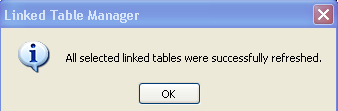 Linked Table Manager
All selected linked tables were successfully refreshed.
OK